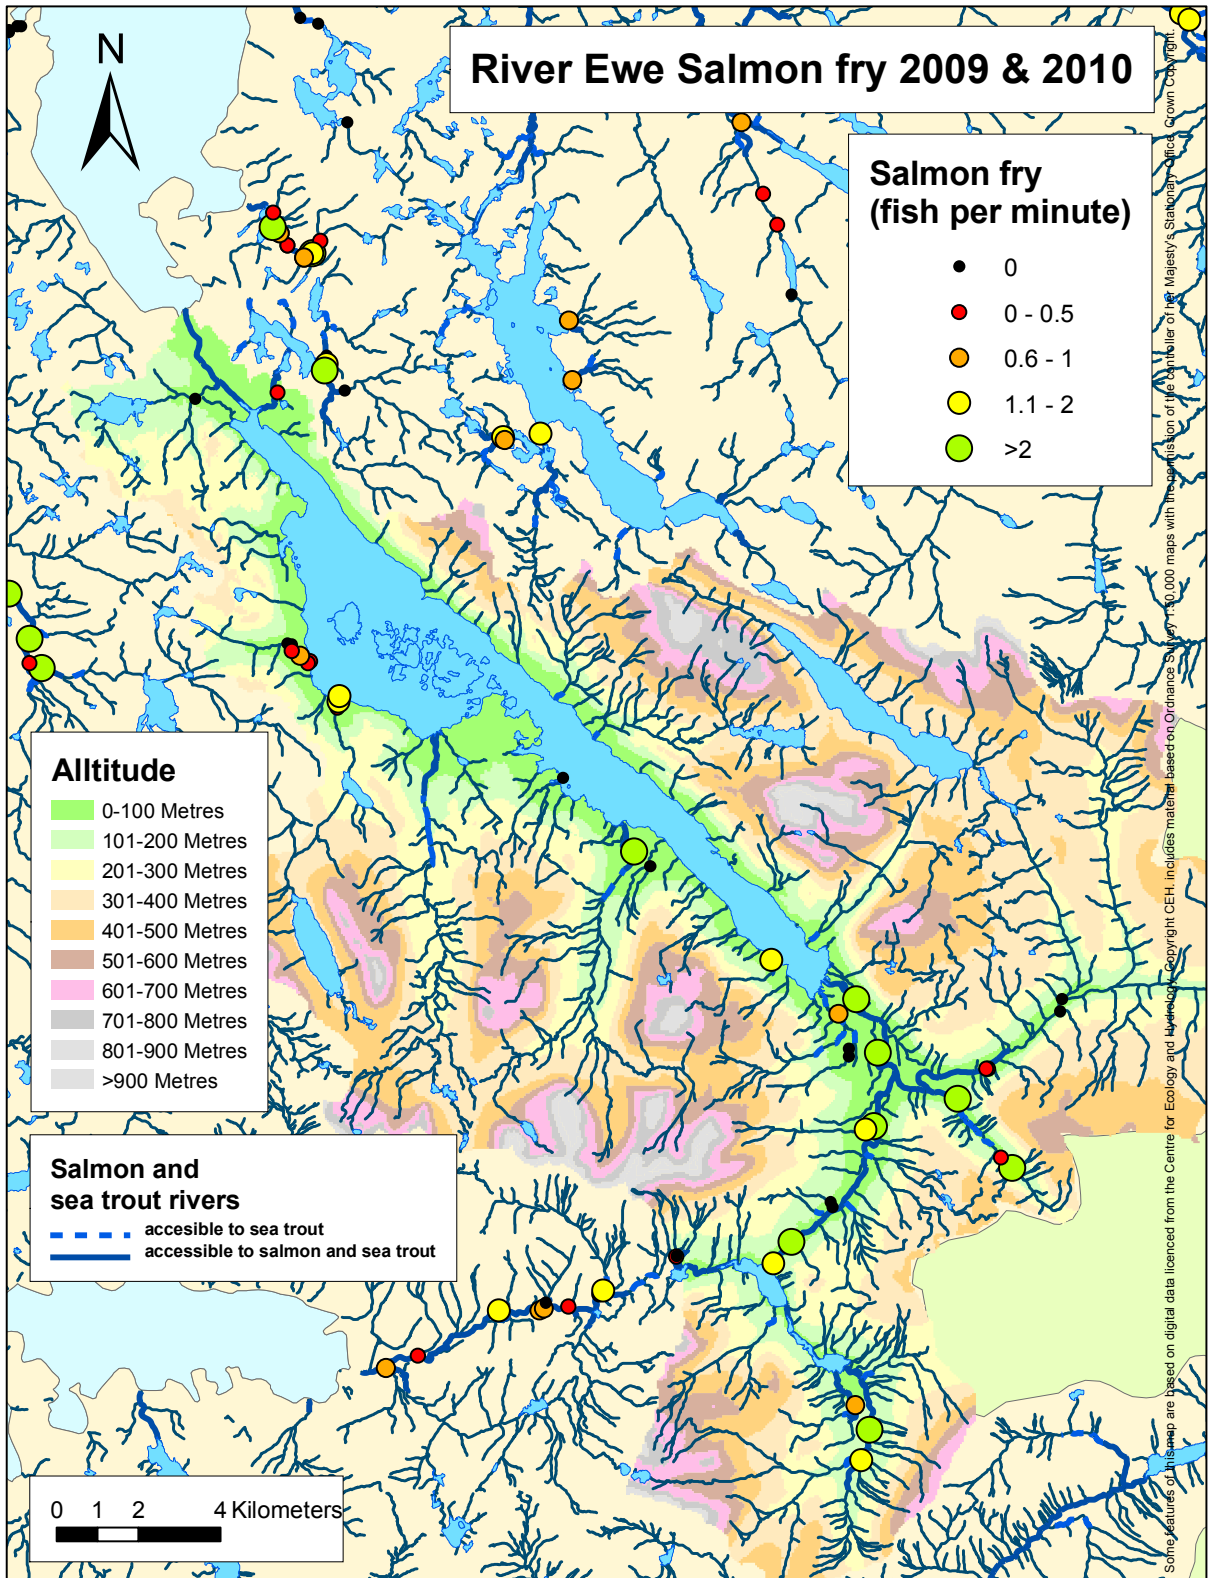 N
River Ewe Salmon fry 2009 & 2010
Salmon fry
(fish per minute)
0
0 - 0.5
0.6 - 1
1.1 - 2
>2
Alltitude
0-100 Metres
101-200 Metres
201-300 Metres
301-400 Metres
401-500 Metres
501-600 Metres
601-700 Metres
701-800 Metres
801-900 Metres
>900 Metres
Salmon and
sea trout rivers
accesible to sea trout
accessible to salmon and sea trout
0 1 2 4 Kilometers
Some features of this map are based on digital data licenced from the Centre for Ecology and Hydrology, Copyright CEH. includes material based on Ordnance Survey 1:50,000 maps with the permission of the controller of her Majesty's Stationary Office, Crown Copyright.